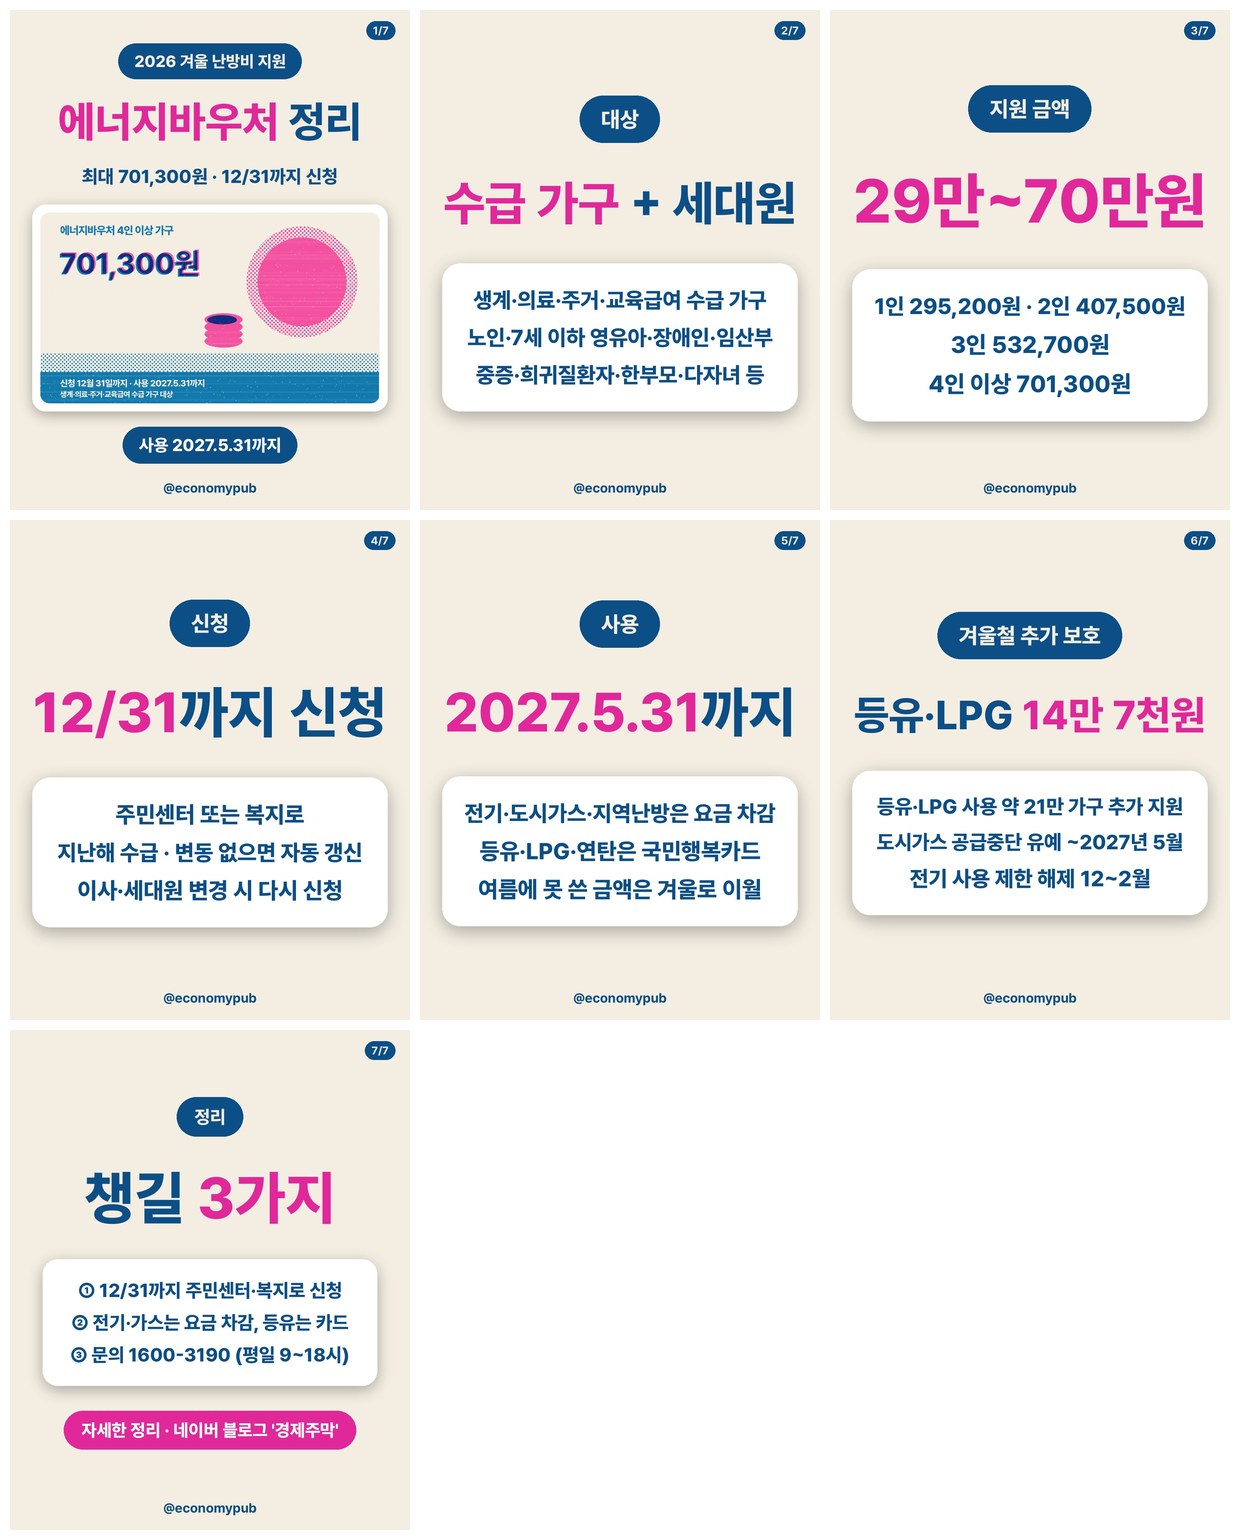 1/7
2026 겨울 난방비 지원
에너지바우처 정리
최대 701,300원 · 12/31까지 신청
에너지바우처 4인 이상 가구
701,300원
신청 12월 31일까지 · 사용 2027.5.31까지
생계·의료·주거·교육급여 수급 가구 대상
사용 2027.5.31까지
@economypub
2/7
대상
수급 가구 + 세대원
생계·의료·주거·교육급여 수급 가구
노인·7세 이하 영유아·장애인·임산부
중증·희귀질환자·한부모·다자녀 등
@economypub
3/7
지원 금액
29만~70만원
1인 295,200원 · 2인 407,500원
3인 532,700원
4인 이상 701,300원
@economypub
4/7
신청
12/31까지 신청
주민센터 또는 복지로
지난해 수급 · 변동 없으면 자동 갱신
이사·세대원 변경 시 다시 신청
@economypub
5/7
사용
2027.5.31까지
전기·도시가스·지역난방은 요금 차감
등유·LPG·연탄은 국민행복카드
여름에 못 쓴 금액은 겨울로 이월
@economypub
6/7
겨울철 추가 보호
등유·LPG 14만 7천원
등유·LPG 사용 약 21만 가구 추가 지원
도시가스 공급중단 유예 ~2027년 5월
전기 사용 제한 해제 12~2월
@economypub
7/7
정리
챙길 3가지
① 12/31까지 주민센터·복지로 신청
② 전기·가스는 요금 차감, 등유는 카드
③ 문의 1600-3190 (평일 9~18시)
자세한 정리 · 네이버 블로그 '경제주막'
@economypub